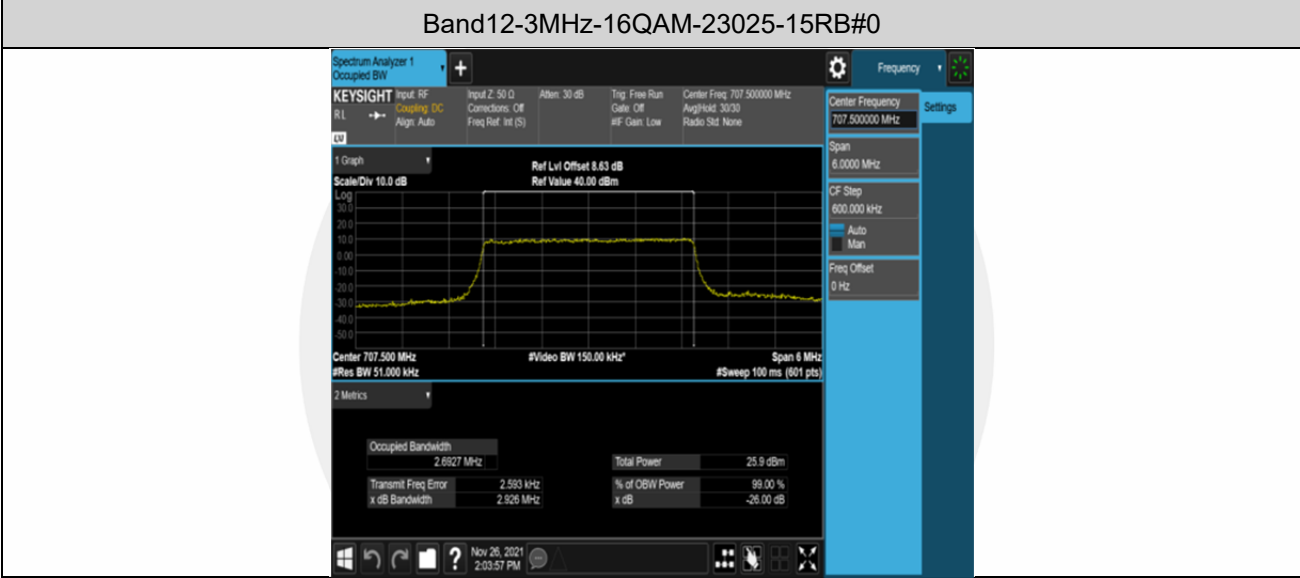 Band12-3MHz-16QAM-23025-15RB#0
Spectrum Analyzer 1
Occupied BW
+
Frequency
KEYSIGHT Input: RF
R L
Coupling: DC
Align: Auto
Input Z: 50 Ω
Corrections: Off
Freq Ref: Int (S)
Atten: 30 dB
Trig: Free Run
Gate: Off
#IF Gain: Low
Center Freq: 707.500000 MHz
Avg|Hold: 30/30
Radio Std: None
Center Frequency
707.500000 MHz
Settings
Span
6.0000 MHz
CF Step
600.000 kHz
Auto
Man
Freq Offset
0 Hz
1 Graph
Scale/Div 10.0 dB
Ref Lvl Offset 8.63 dB
Ref Value 40.00 dBm
Log
30.0
20.0
10.0
0.00
-10.0
-20.0
-30.0
-40.0
-50.0
Center 707.500 MHz
#Video BW 150.00 kHz*
Span 6 MHz
#Res BW 51.000 kHz
#Sweep 100 ms (601 pts)
2 Metrics
Occupied Bandwidth
2.6927 MHz
Total Power 25.9 dBm
Transmit Freq Error 2.593 kHz
% of OBW Power 99.00 %
x dB Bandwidth 2.926 MHz
x dB -26.00 dB
?
Nov 26, 2021
2:03:57 PM